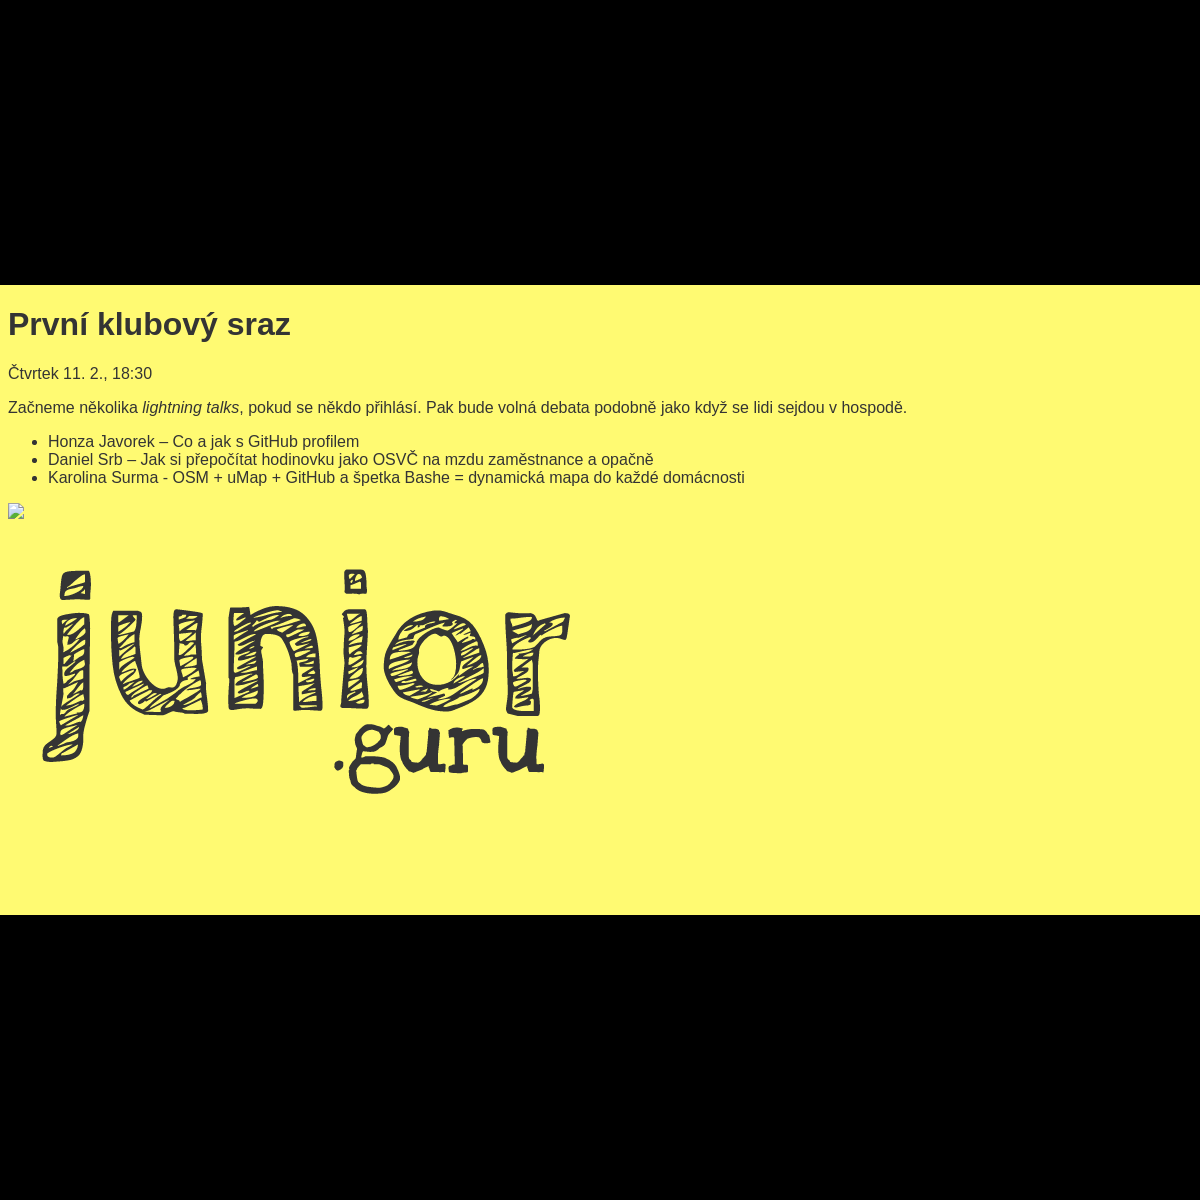 První klubový sraz
Čtvrtek 11. 2., 18:30
Začneme několika lightning talks, pokud se někdo přihlásí. Pak bude volná debata podobně jako když se lidi sejdou v hospodě.
• Honza Javorek – Co a jak s GitHub profilem
• Daniel Srb – Jak si přepočítat hodinovku jako OSVČ na mzdu zaměstnance a opačně
• Karolina Surma - OSM + uMap + GitHub a špetka Bashe = dynamická mapa do každé domácnosti
junior
.guru